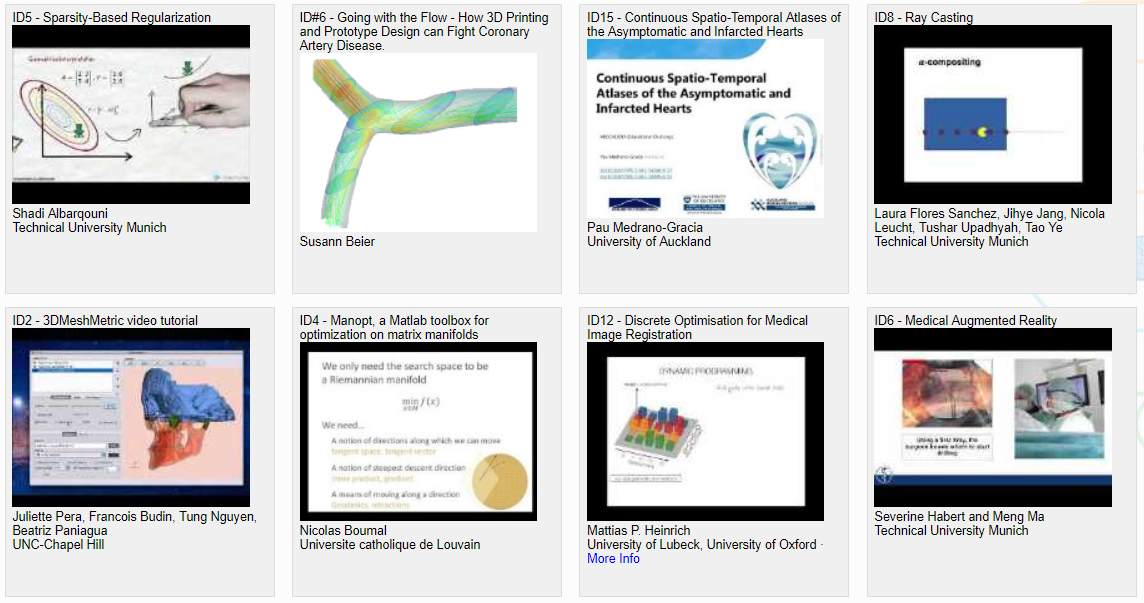 ID5 - Sparsity-Based Regularization
Shadi Albarqouni
Technical University Munich
ID#6 - Going with the Flow - How 3D Printing
and Prototype Design can Fight Coronary
Artery Disease.
Susann Beier
ID15 - Continuous Spatio-Temporal Atlases of
the Asymptomatic and Infarcted Hearts
Continuous Spatio-Temporal
Atlases of the Asymptomatic and
Infarcted Hearts
Pau Medrano-Gracia
University of Auckland
ID8 - Ray Casting
α-compositing
Laura Flores Sanchez, Jihye Jang, Nicola
Leucht, Tushar Upadhyah, Tao Ye
Technical University Munich
ID2 - 3DMeshMetric video tutorial
Juliette Pera, Francois Budin, Tung Nguyen,
Beatriz Paniagua
UNC-Chapel Hill
ID4 - Manopt, a Matlab toolbox for
optimization on matrix manifolds
We only need the search space to be
a Riemannian manifold
min f(x)
x∈M
We need...
A notion of directions along which we can move
tangent space, tangent vector
A notion of steepest descent direction
inner product, gradient
A means of moving along a direction
Geodesics, retractions
Nicolas Boumal
Universite catholique de Louvain
ID12 - Discrete Optimisation for Medical
Image Registration
DYNAMIC PROGRAMMING
Mattias P. Heinrich
University of Lubeck, University of Oxford ·
More Info
ID6 - Medical Augmented Reality
Using a first Xray, the
surgeon knows where to start
drilling
Severine Habert and Meng Ma
Technical University Munich